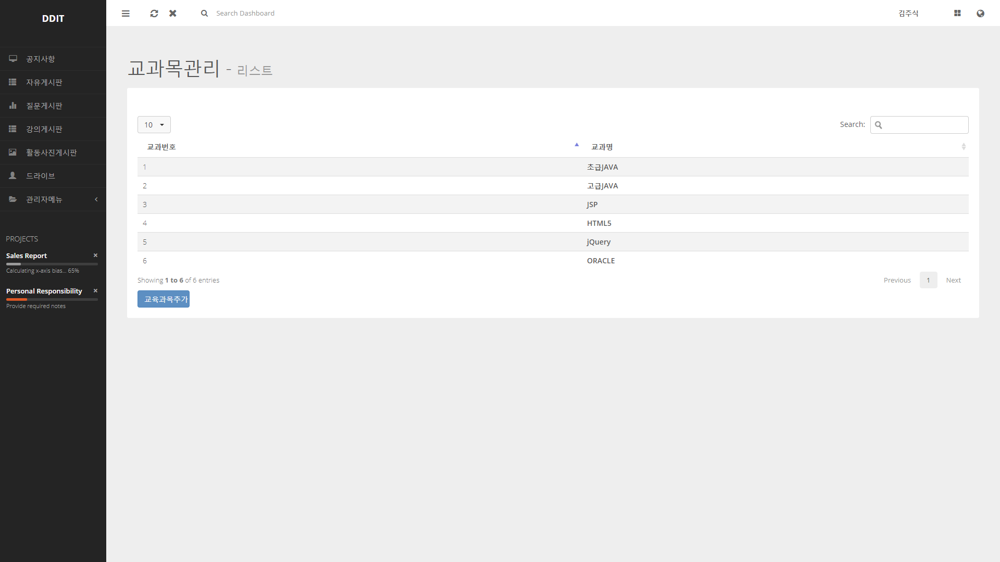 DDIT
Search Dashboard
김주식
공지사항
자유게시판
질문게시판
강의게시판
활동사진게시판
드라이브
관리자메뉴
PROJECTS
Sales Report
Calculating x-axis bias... 65%
Personal Responsibility
Provide required notes
교과목관리 - 리스트
10
Search:
교과번호 교과명
1 초급JAVA
2 고급JAVA
3 JSP
4 HTML5
5 jQuery
6 ORACLE
Showing 1 to 6 of 6 entries
Previous 1 Next
교육과목추가